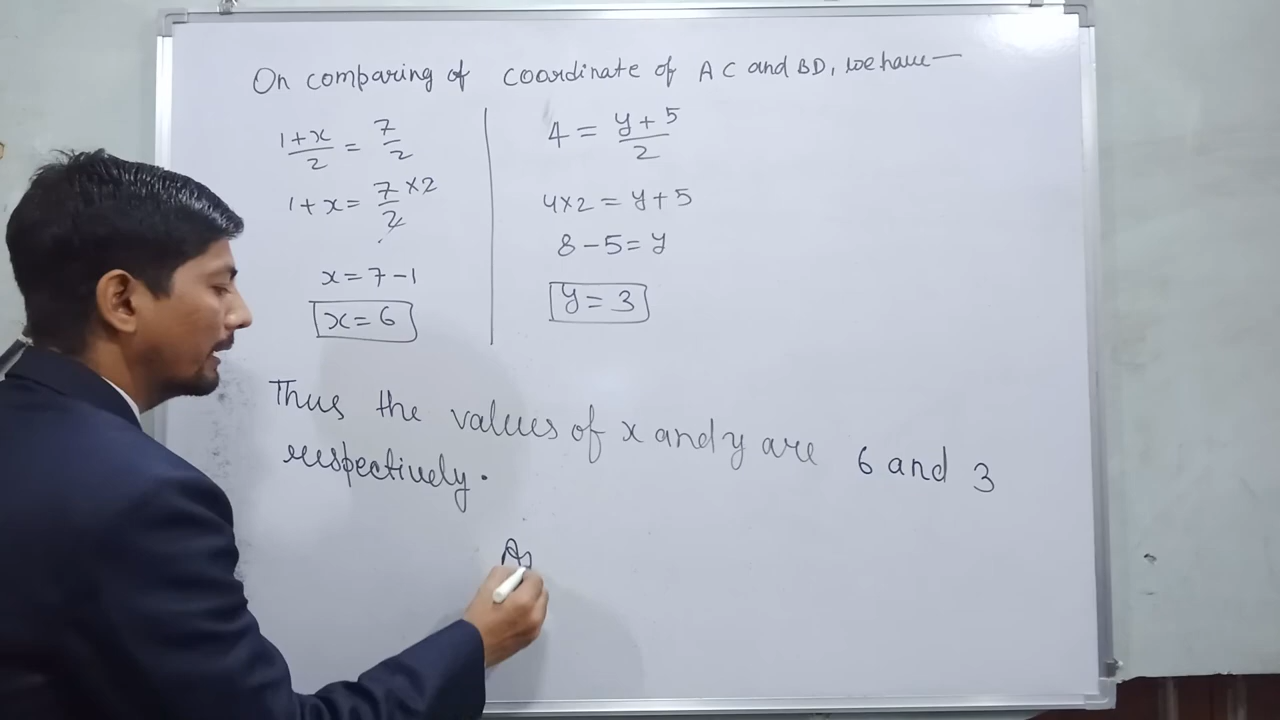 On comparing of coordinate of AC and BD, we have—
1+x/2 = 7/2
1+x = 7/2 ×2
x = 7-1
x = 6
4 = y+5/2
4×2 = y+5
8-5 = y
y = 3
Thus the values of x and y are 6 and 3
respectively.
An